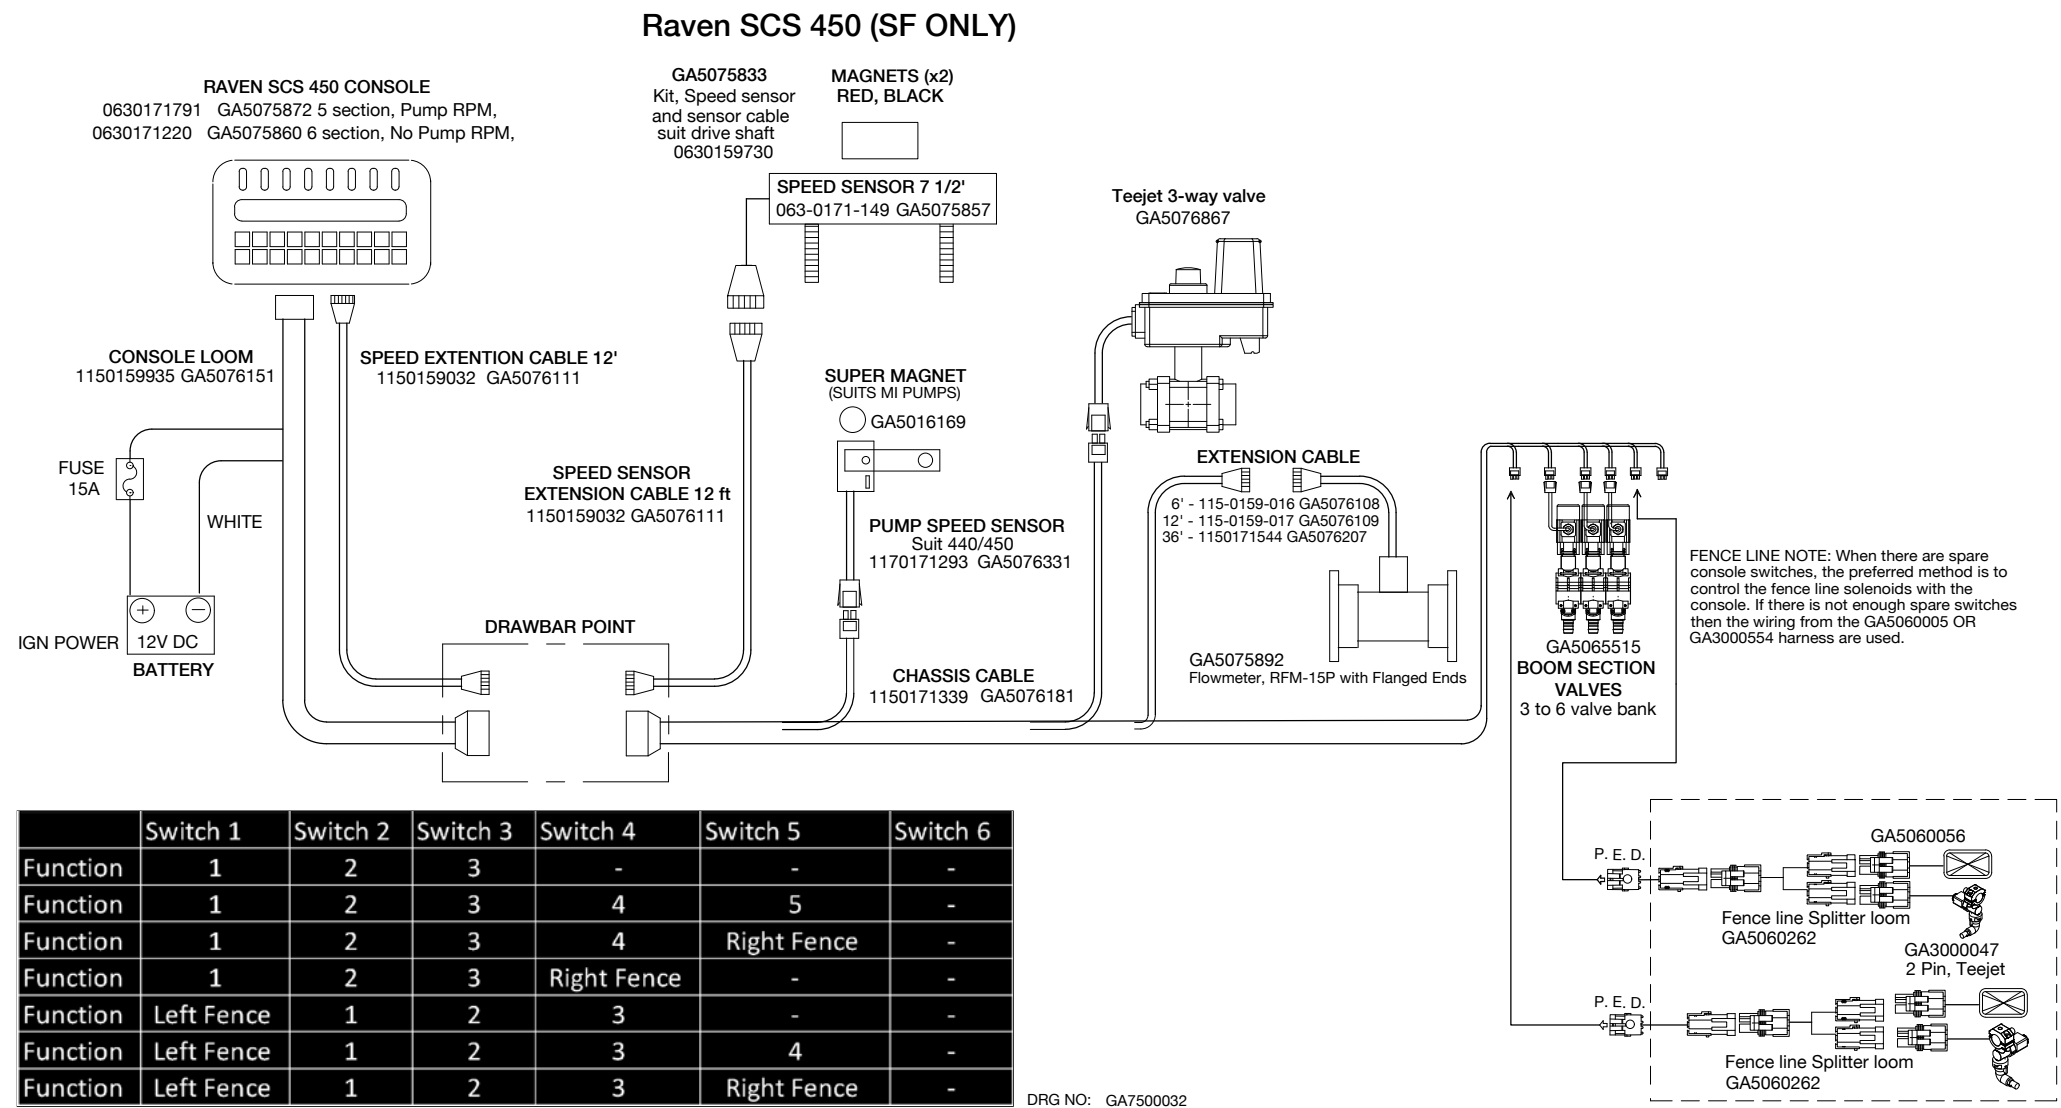 Raven SCS 450 (SF ONLY)
RAVEN SCS 450 CONSOLE
0630171791 GA5075872 5 section, Pump RPM,
0630171220 GA5075860 6 section, No Pump RPM,
GA5075833
Kit, Speed sensor
and sensor cable
suit drive shaft
0630159730
MAGNETS (x2)
RED, BLACK
SPEED SENSOR 7 1/2'
063-0171-149 GA5075857
Teejet 3-way valve
GA5076867
CONSOLE LOOM
1150159935 GA5076151
SPEED EXTENTION CABLE 12'
1150159032 GA5076111
SUPER MAGNET
(SUITS MI PUMPS)
GA5016169
FUSE
15A
WHITE
SPEED SENSOR
EXTENSION CABLE 12 ft
1150159032 GA5076111
PUMP SPEED SENSOR
Suit 440/450
1170171293 GA5076331
EXTENSION CABLE
6' - 115-0159-016 GA5076108
12' - 115-0159-017 GA5076109
36' - 1150171544 GA5076207
FENCE LINE NOTE: When there are spare
console switches, the preferred method is to
control the fence line solenoids with the
console. If there is not enough spare switches
then the wiring from the GA5060005 OR
GA3000554 harness are used.
IGN POWER
+
−
12V DC
BATTERY
DRAWBAR POINT
CHASSIS CABLE
1150171339 GA5076181
GA5075892
Flowmeter, RFM-15P with Flanged Ends
GA5065515
BOOM SECTION
VALVES
3 to 6 valve bank
Switch 1 Switch 2 Switch 3 Switch 4 Switch 5 Switch 6
Function 1 2 3 - - -
Function 1 2 3 4 5 -
Function 1 2 3 4 Right Fence -
Function 1 2 3 Right Fence - -
Function Left Fence 1 2 3 - -
Function Left Fence 1 2 3 4 -
Function Left Fence 1 2 3 Right Fence -
GA5060056
P. E. D.
Fence line Splitter loom
GA5060262
GA3000047
2 Pin, Teejet
P. E. D.
Fence line Splitter loom
GA5060262
DRG NO: GA7500032